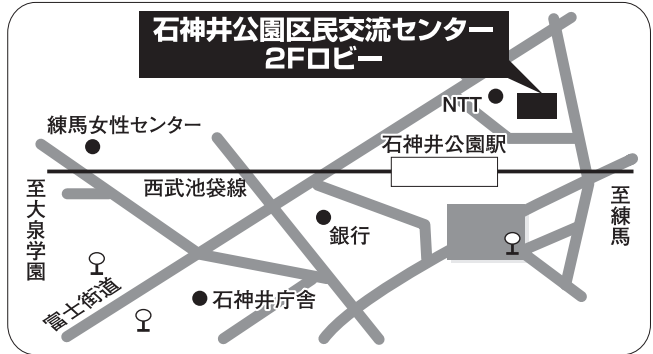 石神井公園区民交流センター
2Fロビー
NTT
練馬女性センター
石神井公園駅
西武池袋線
至大泉学園
至練馬
銀行
富士街道
石神井庁舎